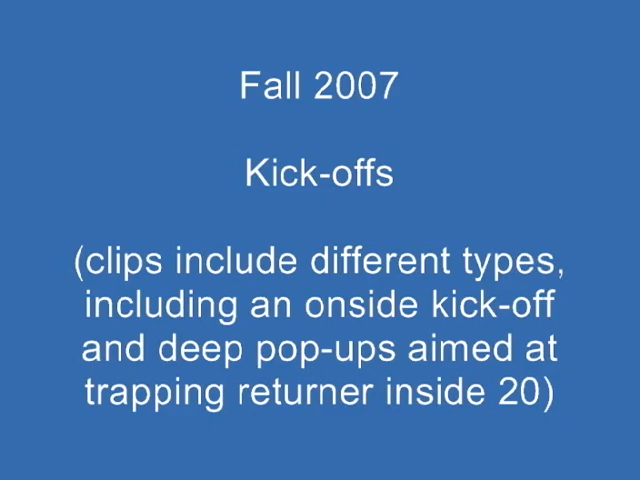 Fall 2007
Kick-offs
(clips include different types,
including an onside kick-off
and deep pop-ups aimed at
trapping returner inside 20)